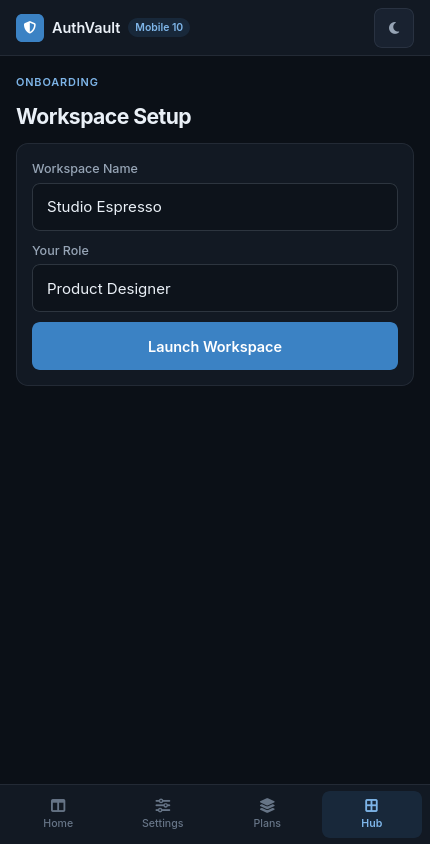 AuthVault Mobile 10
ONBOARDING
Workspace Setup
Workspace Name
Studio Espresso
Your Role
Product Designer
Launch Workspace
Home Settings Plans Hub